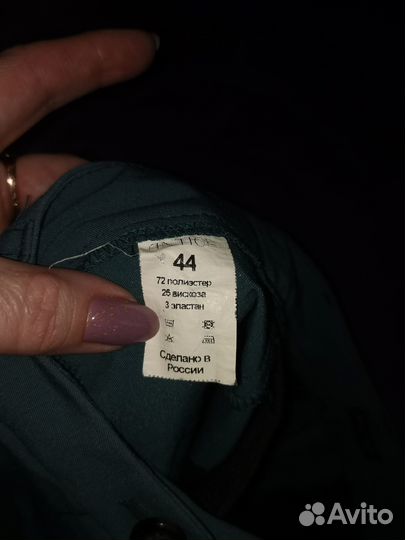 44
72 полиэстер
25 вискоза
3 эластан
Сделано в
России
Avito